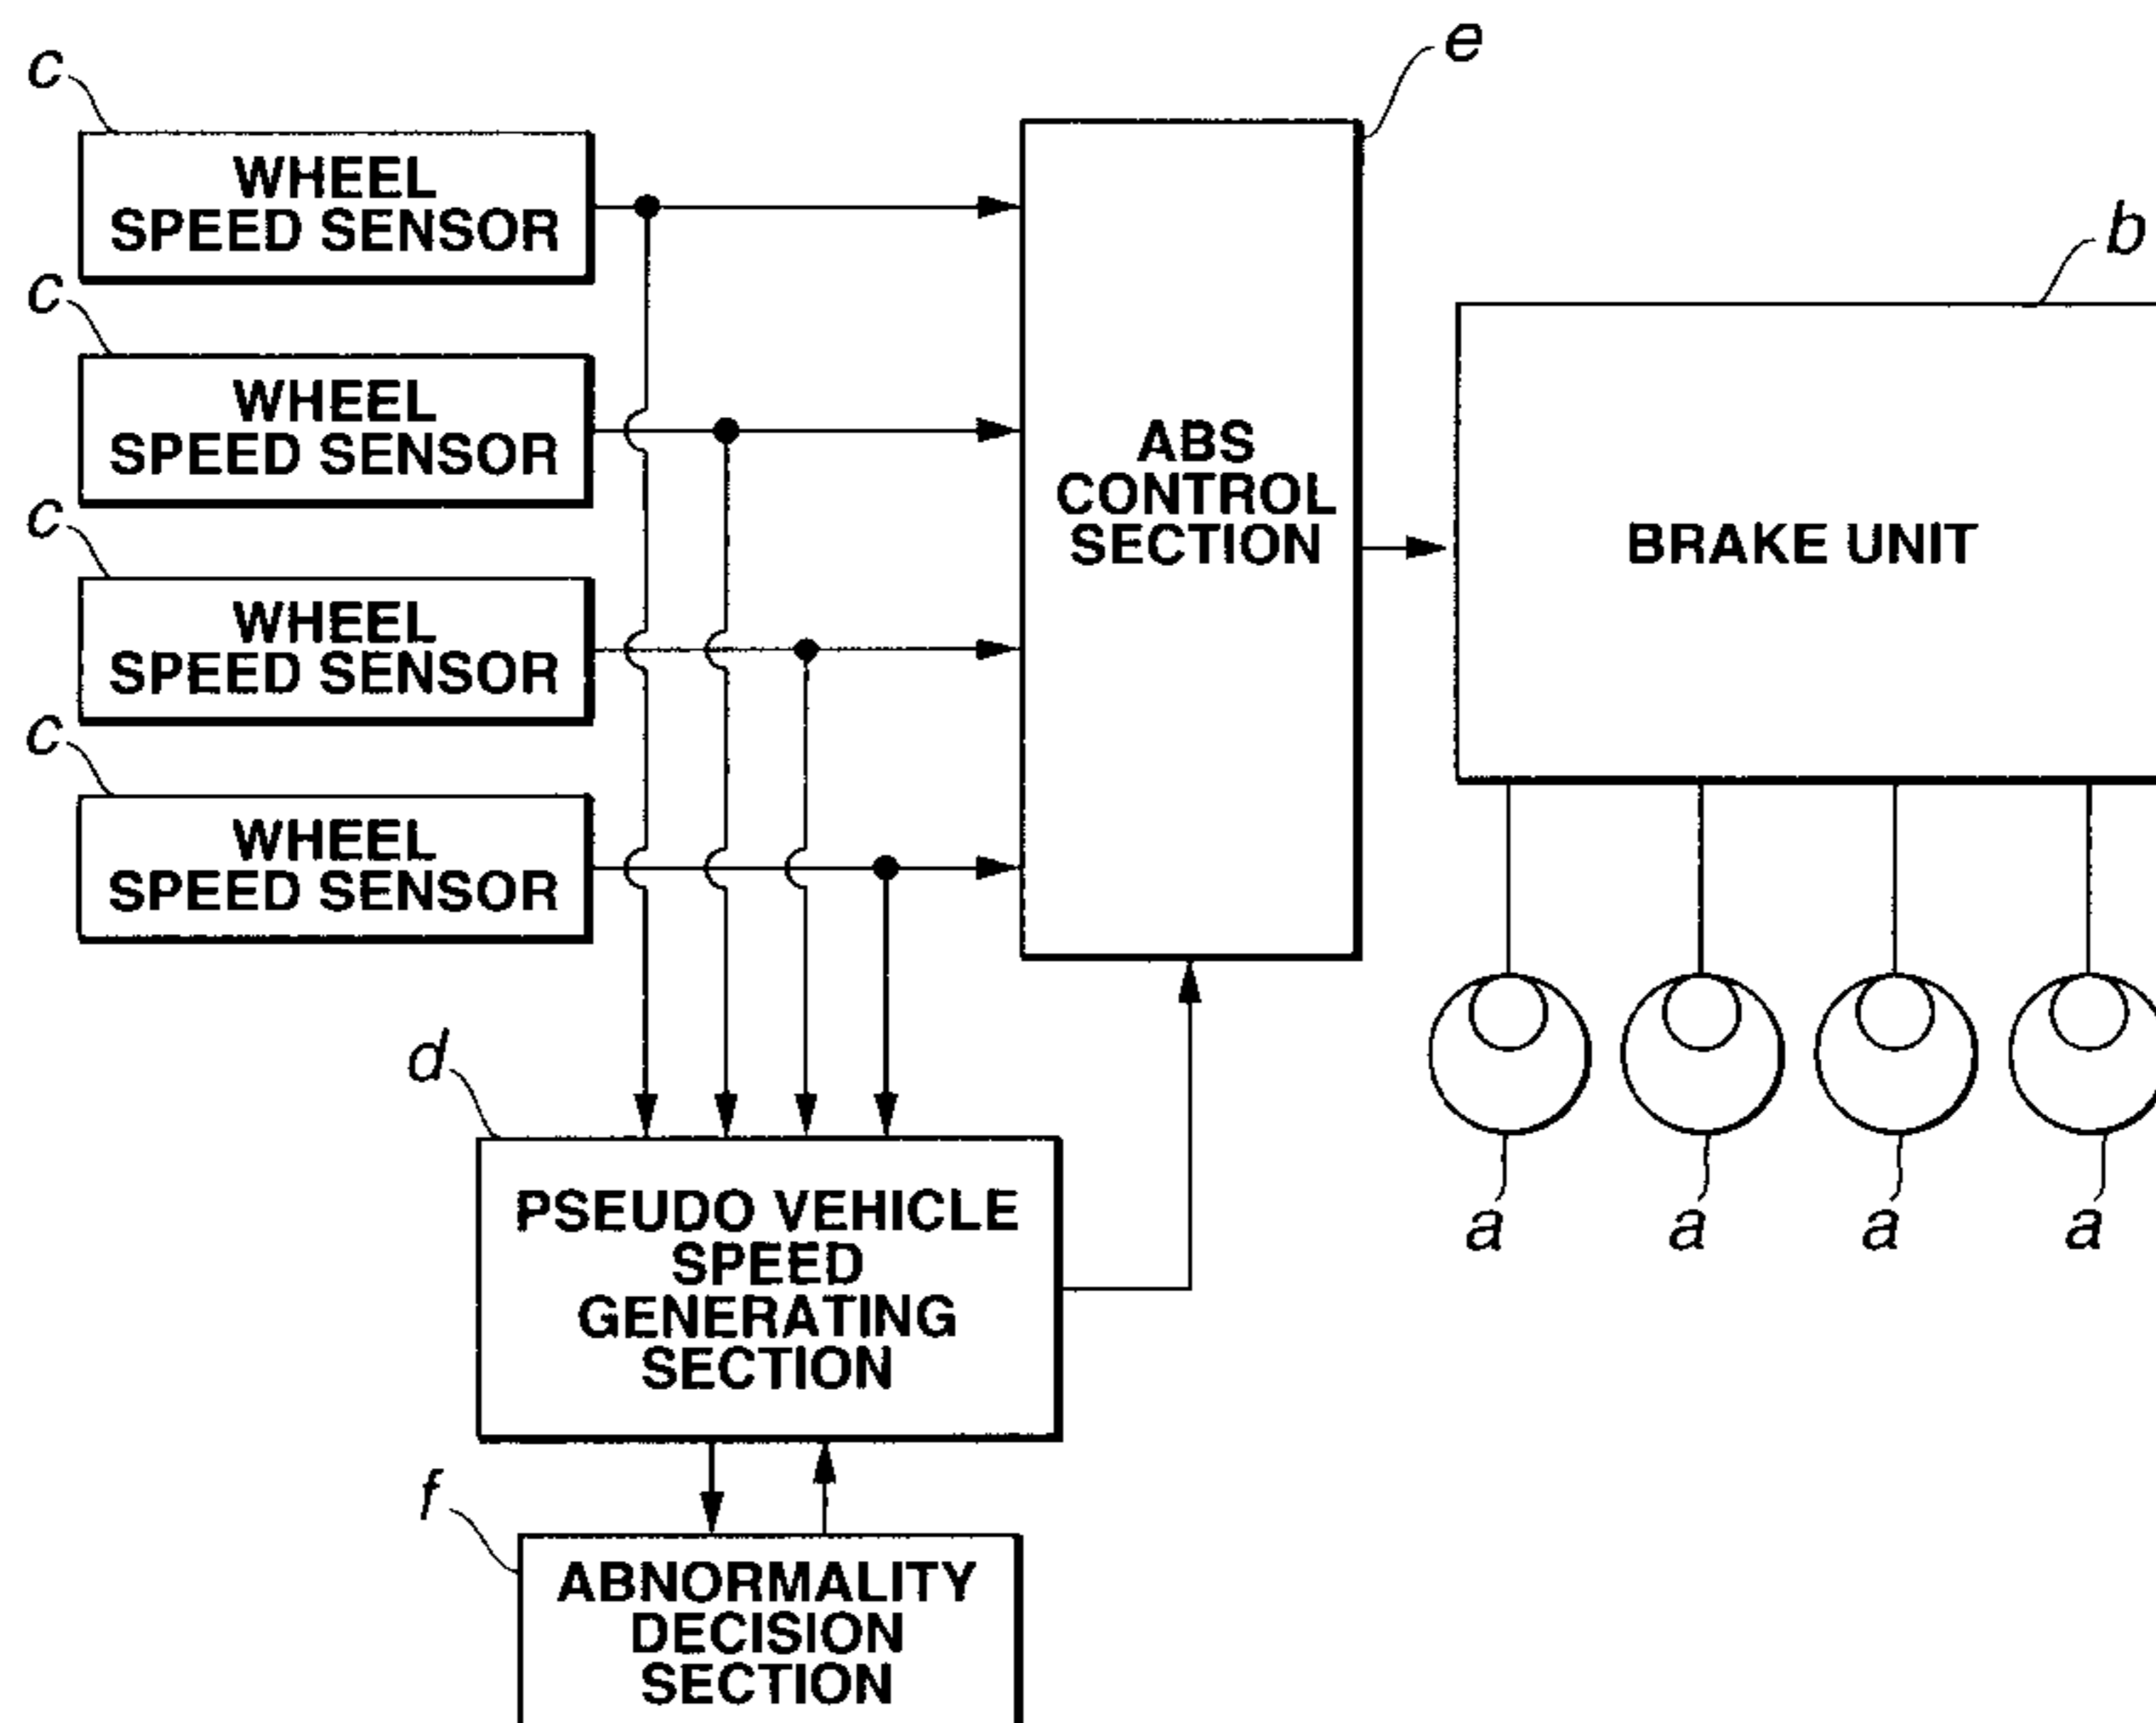 c
WHEEL
SPEED SENSOR
c
WHEEL
SPEED SENSOR
c
WHEEL
SPEED SENSOR
c
WHEEL
SPEED SENSOR
e
ABS
CONTROL
SECTION
b
BRAKE UNIT
a a a a
d
PSEUDO VEHICLE
SPEED
GENERATING
SECTION
f
ABNORMALITY
DECISION
SECTION